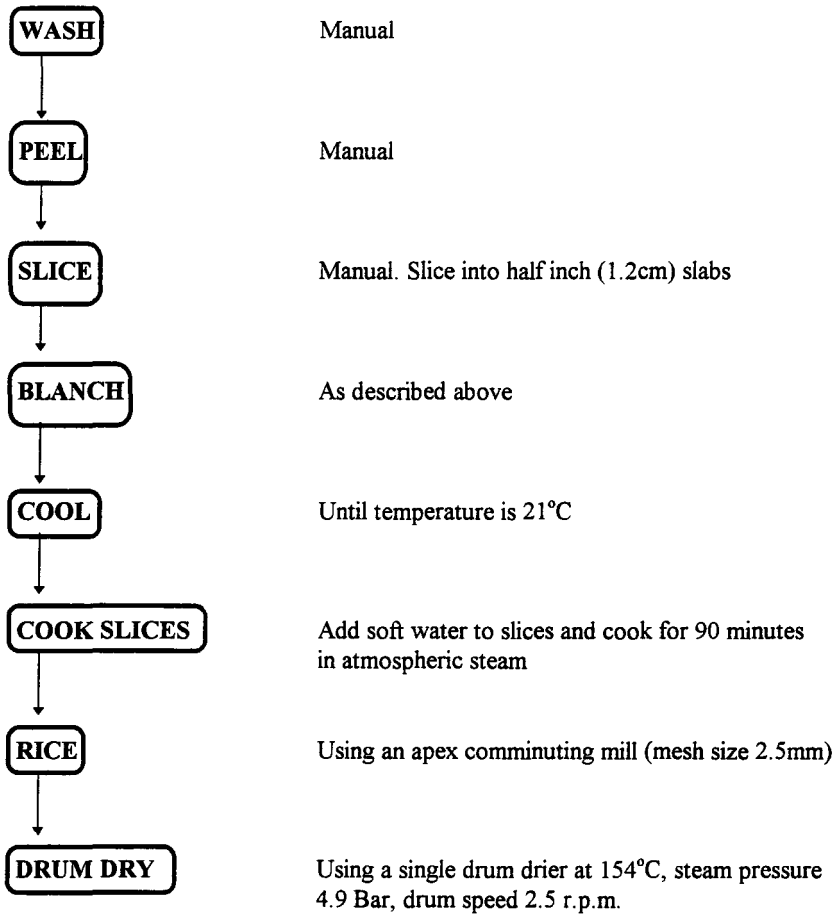 WASH Manual
PEEL Manual
SLICE Manual. Slice into half inch (1.2cm) slabs
BLANCH As described above
COOL Until temperature is 21°C
COOK SLICES Add soft water to slices and cook for 90 minutes
in atmospheric steam
RICE Using an apex comminuting mill (mesh size 2.5mm)
DRUM DRY Using a single drum drier at 154°C, steam pressure
4.9 Bar, drum speed 2.5 r.p.m.